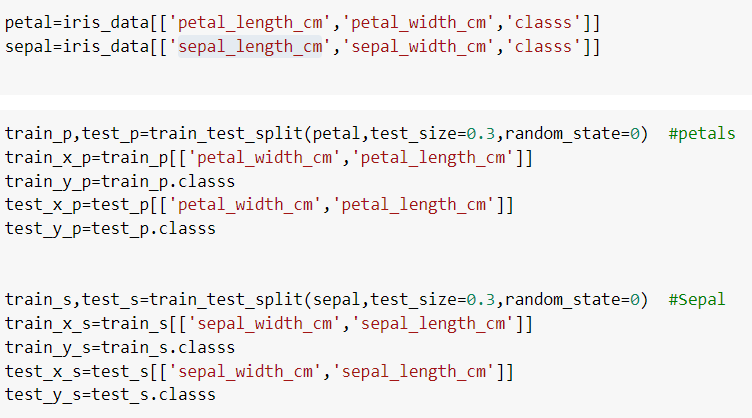 petal=iris_data[['petal_length_cm','petal_width_cm','classs']]
sepal=iris_data[['sepal_length_cm','sepal_width_cm','classs']]
train_p,test_p=train_test_split(petal,test_size=0.3,random_state=0)  #petals
train_x_p=train_p[['petal_width_cm','petal_length_cm']]
train_y_p=train_p.classs
test_x_p=test_p[['petal_width_cm','petal_length_cm']]
test_y_p=test_p.classs
train_s,test_s=train_test_split(sepal,test_size=0.3,random_state=0)  #Sepal
train_x_s=train_s[['sepal_width_cm','sepal_length_cm']]
train_y_s=train_s.classs
test_x_s=test_s[['sepal_width_cm','sepal_length_cm']]
test_y_s=test_s.classs